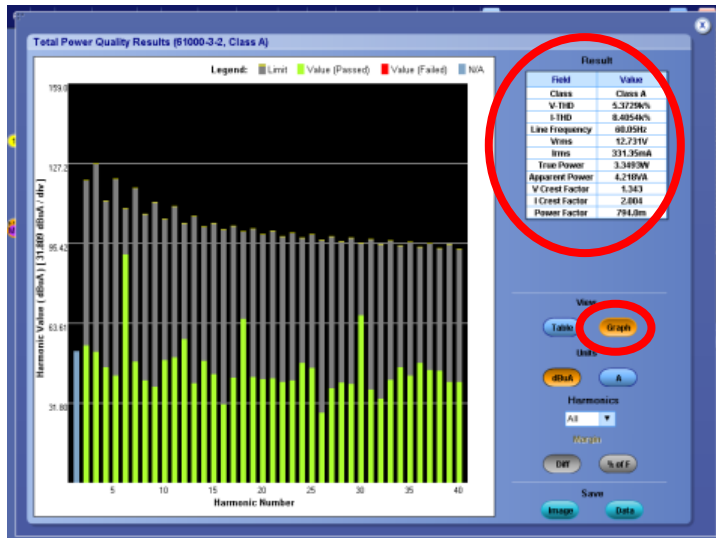 Total Power Quality Results (61000-3-2, Class A)
Legend: Limit Value (Passed) Value (Failed) N/A
159.0
127.2
95.42
63.61
31.80
Harmonic Value ( dBuA ) [ 31.809 dBuA / div ]
5 10 15 20 25 30 35 40
Harmonic Number
Result
Field Value
Class Class A
V-THD 5.3729k%
I-THD 8.4054k%
Line Frequency 60.05Hz
Vrms 12.731V
Irms 331.35mA
True Power 3.3493W
Apparent Power 4.218VA
V Crest Factor 1.343
I Crest Factor 2.004
Power Factor 794.0m
View
Table Graph
Units
dBuA A
Harmonics
All
Margin
Diff % of F
Save
Image Data